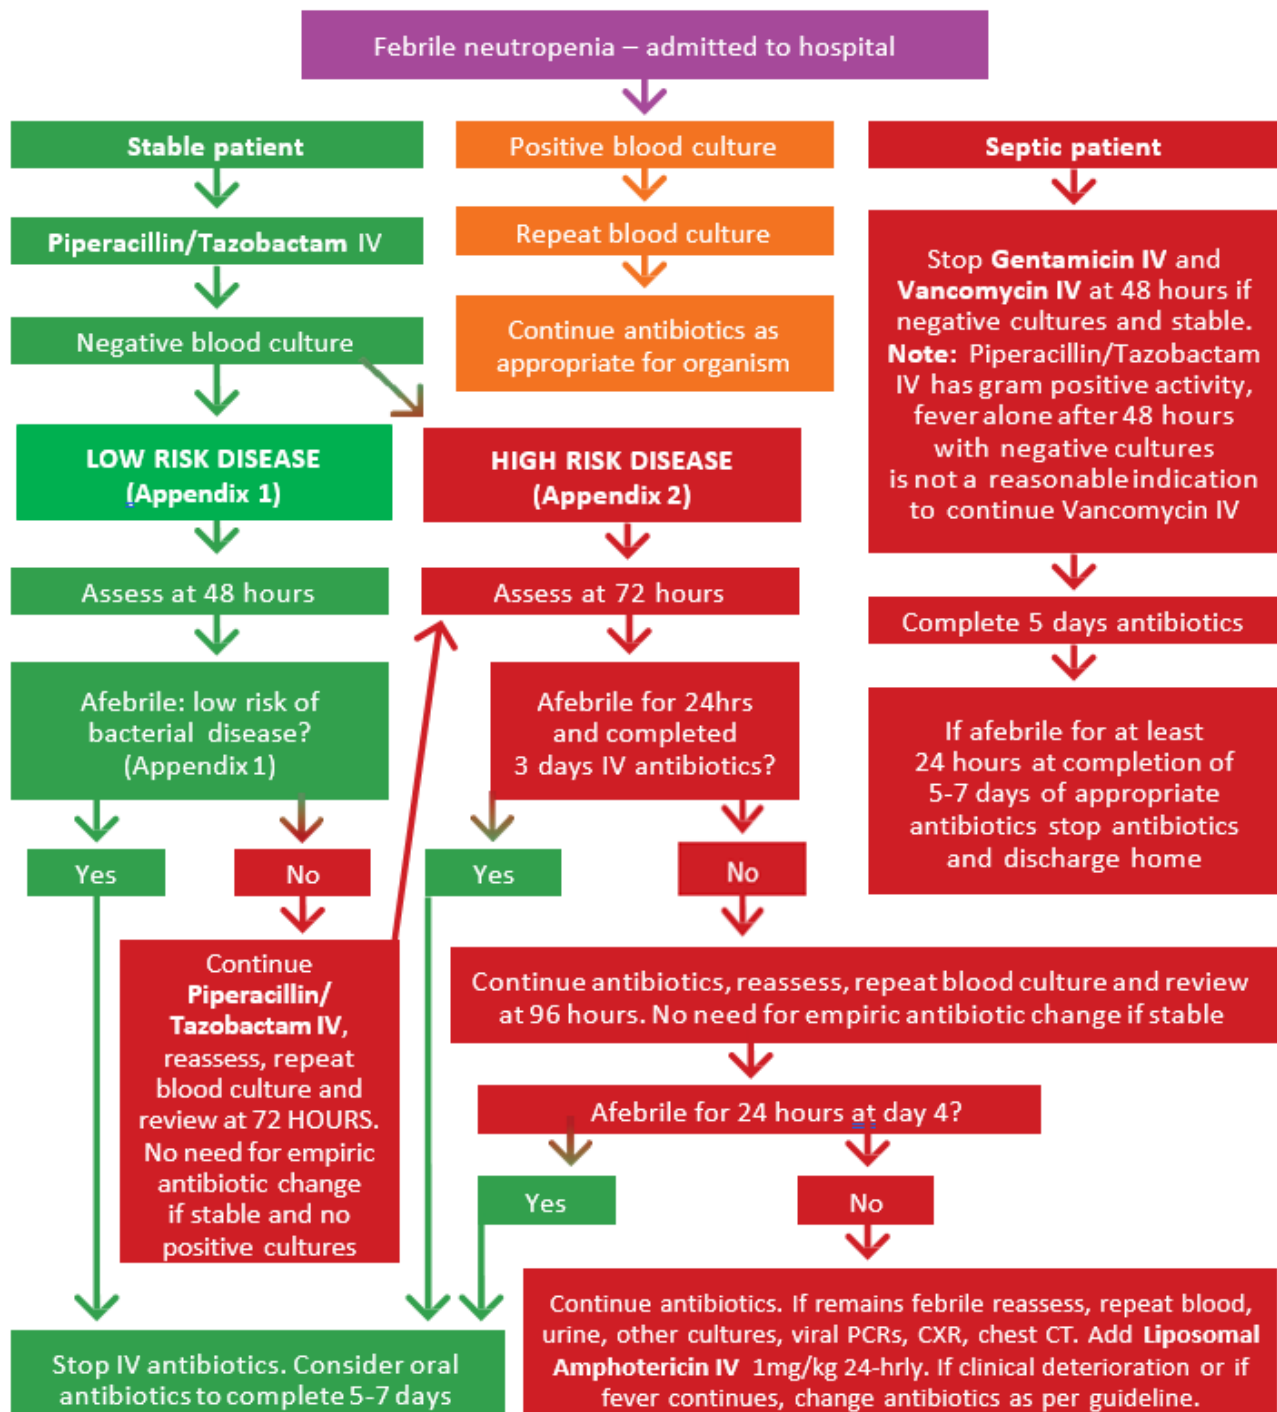 Febrile neutropenia – admitted to hospital
Stable patient
Piperacillin/Tazobactam IV
Negative blood culture
Positive blood culture
Repeat blood culture
Continue antibiotics as
appropriate for organism
Septic patient
Stop Gentamicin IV and
Vancomycin IV at 48 hours if
negative cultures and stable.
Note: Piperacillin/Tazobactam
IV has gram positive activity,
fever alone after 48 hours
with negative cultures
is not a reasonable indication
to continue Vancomycin IV
Complete 5 days antibiotics
If afebrile for at least
24 hours at completion of
5-7 days of appropriate
antibiotics stop antibiotics
and discharge home
LOW RISK DISEASE
(Appendix 1)
Assess at 48 hours
Afebrile: low risk of
bacterial disease?
(Appendix 1)
Yes
No
Continue
Piperacillin/
Tazobactam IV,
reassess, repeat
blood culture and
review at 72 HOURS.
No need for empiric
antibiotic change
if stable and no
positive cultures
HIGH RISK DISEASE
(Appendix 2)
Assess at 72 hours
Afebrile for 24hrs
and completed
3 days IV antibiotics?
Yes
No
Continue antibiotics, reassess, repeat blood culture and review
at 96 hours. No need for empiric antibiotic change if stable
Afebrile for 24 hours at day 4?
Yes
No
Stop IV antibiotics. Consider oral
antibiotics to complete 5-7 days
Continue antibiotics. If remains febrile reassess, repeat blood,
urine, other cultures, viral PCRs, CXR, chest CT. Add Liposomal
Amphotericin IV 1mg/kg 24-hrly. If clinical deterioration or if
fever continues, change antibiotics as per guideline.